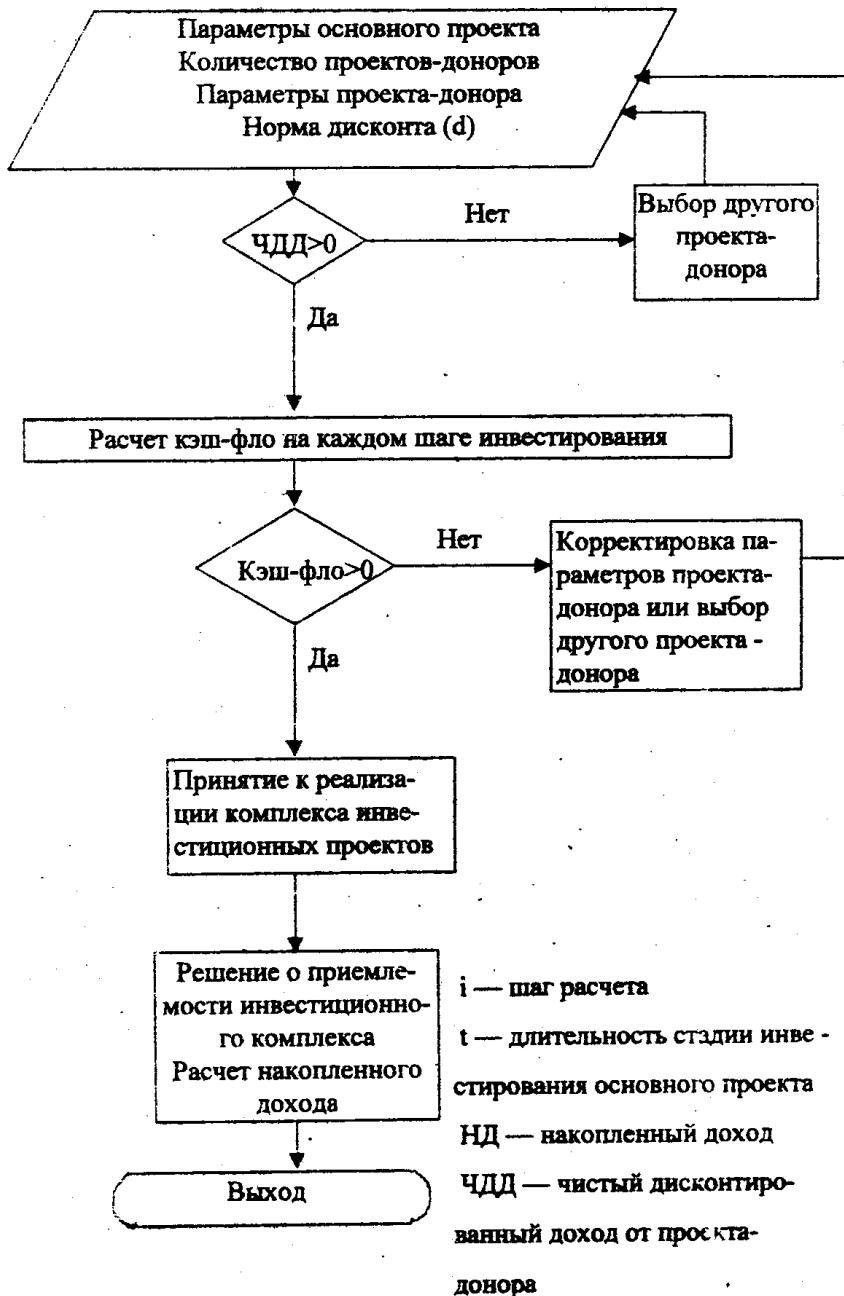 Параметры основного проекта
Количество проектов-доноров
Параметры проекта-донора
Норма дисконта (d)
ЧДД>0
Нет
Выбор другого
проекта-
донора
Да
Расчет кэш-фло на каждом шаге инвестирования
Кэш-фло>0
Нет
Корректировка па-
раметров проекта-
донора или выбор
другого проекта -
донора
Да
Принятие к реализа-
ции комплекса инве-
стиционных проектов
Решение о приемле-
мости инвестиционно-
го комплекса
Расчет накопленного
дохода
Выход
i — шаг расчета
t — длительность стадии инве -
стирования основного проекта
НД — накопленный доход
ЧДД — чистый дисконтиро-
ванный доход от проекта-
донора